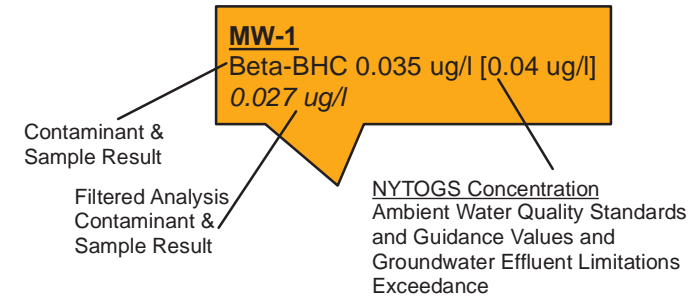 MW-1
Beta-BHC 0.035 ug/l [0.04 ug/l]
0.027 ug/l
Contaminant &
Sample Result
Filtered Analysis
Contaminant &
Sample Result
NYTOGS Concentration
Ambient Water Quality Standards
and Guidance Values and
Groundwater Effluent Limitations
Exceedance